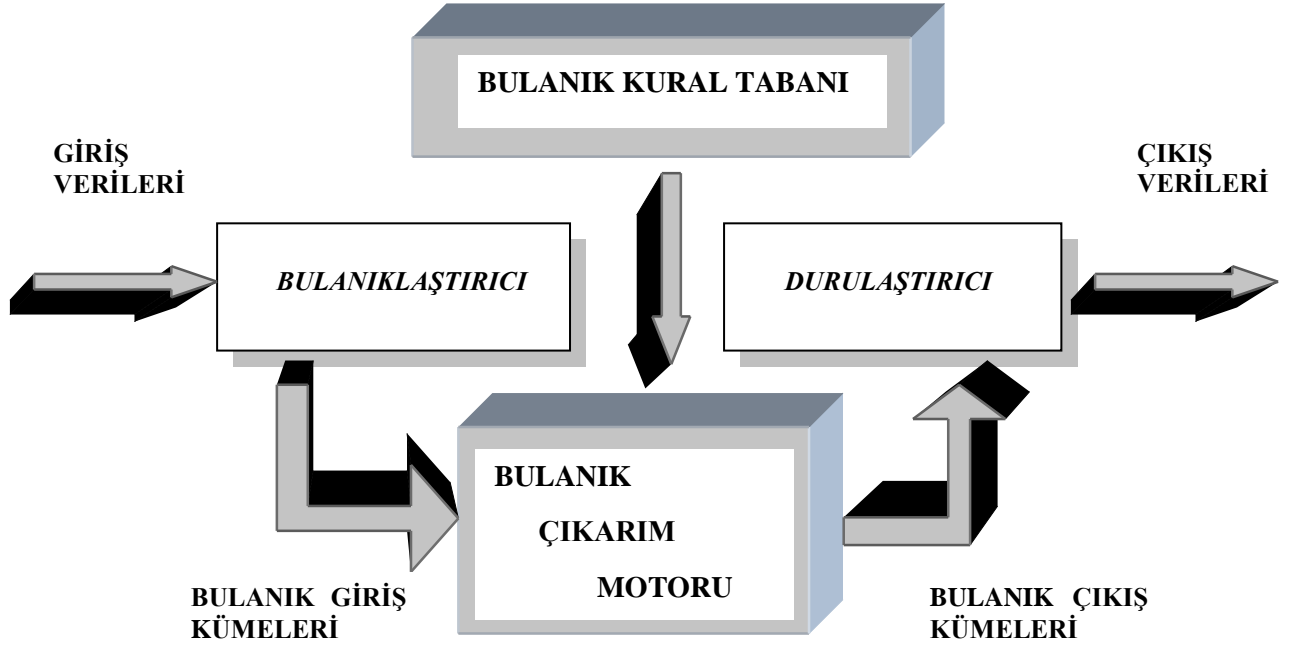 BULANIK KURAL TABANI
GİRİŞ
VERİLERİ
ÇIKIŞ
VERİLERİ
BULANIKLAŞTIRICI
DURULAŞTIRICI
BULANIK
ÇIKARIM
MOTORU
BULANIK GİRİŞ
KÜMELERİ
BULANIK ÇIKIŞ
KÜMELERİ